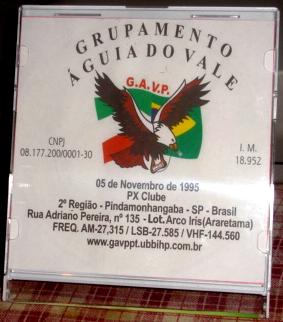 GRUPAMENTO
ÁGUIA DO VALE
G.A.V.P.
CNPJ
08.177.200/0001-30
I. M.
18.952
05 de Novembro de 1995
PX Clube
2ª Região - Pindamonhangaba - SP - Brasil
Rua Adriano Pereira, nº 135 - Lot. Arco Iris(Araretama)
FREQ. AM-27,315 / LSB-27.585 / VHF-144.560
www.gavppt.ubbihp.com.br